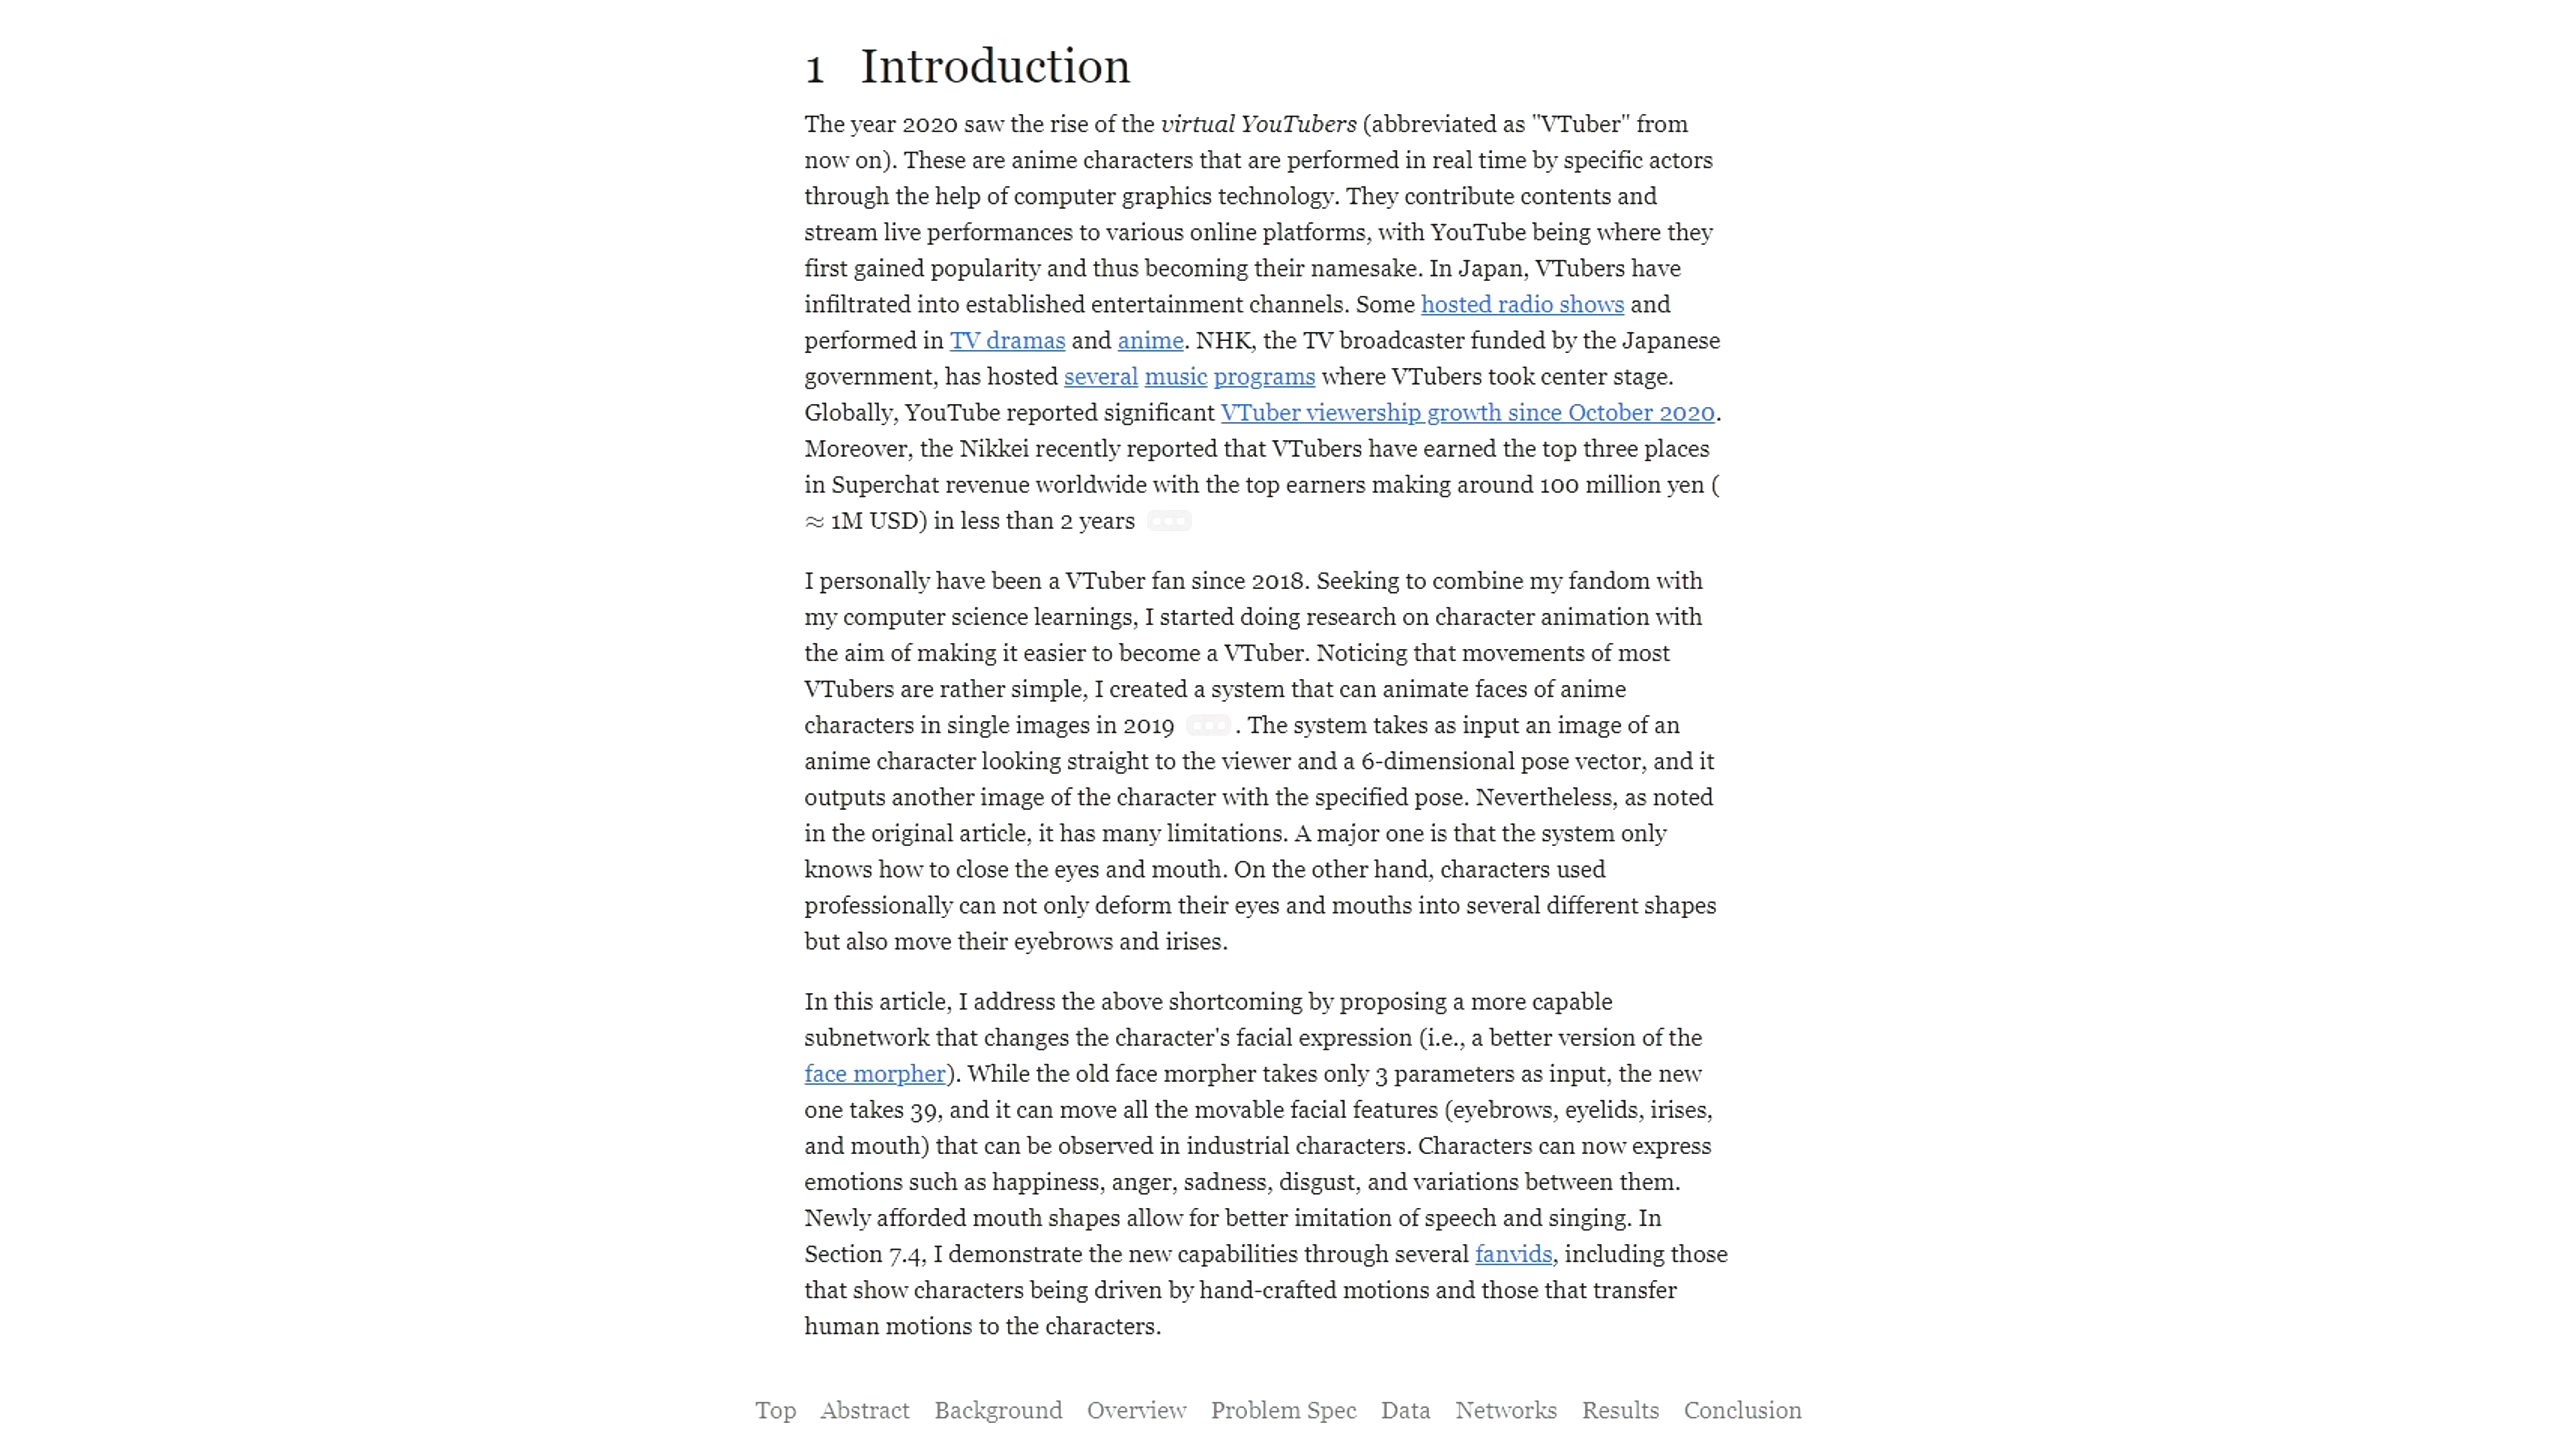 1 Introduction
The year 2020 saw the rise of the virtual YouTubers (abbreviated as "VTuber" from
now on). These are anime characters that are performed in real time by specific actors
through the help of computer graphics technology. They contribute contents and
stream live performances to various online platforms, with YouTube being where they
first gained popularity and thus becoming their namesake. In Japan, VTubers have
infiltrated into established entertainment channels. Some hosted radio shows and
performed in TV dramas and anime. NHK, the TV broadcaster funded by the Japanese
government, has hosted several music programs where VTubers took center stage.
Globally, YouTube reported significant VTuber viewership growth since October 2020.
Moreover, the Nikkei recently reported that VTubers have earned the top three places
in Superchat revenue worldwide with the top earners making around 100 million yen (
≈ 1M USD) in less than 2 years
I personally have been a VTuber fan since 2018. Seeking to combine my fandom with
my computer science learnings, I started doing research on character animation with
the aim of making it easier to become a VTuber. Noticing that movements of most
VTubers are rather simple, I created a system that can animate faces of anime
characters in single images in 2019 . The system takes as input an image of an
anime character looking straight to the viewer and a 6-dimensional pose vector, and it
outputs another image of the character with the specified pose. Nevertheless, as noted
in the original article, it has many limitations. A major one is that the system only
knows how to close the eyes and mouth. On the other hand, characters used
professionally can not only deform their eyes and mouths into several different shapes
but also move their eyebrows and irises.
In this article, I address the above shortcoming by proposing a more capable
subnetwork that changes the character's facial expression (i.e., a better version of the
face morpher). While the old face morpher takes only 3 parameters as input, the new
one takes 39, and it can move all the movable facial features (eyebrows, eyelids, irises,
and mouth) that can be observed in industrial characters. Characters can now express
emotions such as happiness, anger, sadness, disgust, and variations between them.
Newly afforded mouth shapes allow for better imitation of speech and singing. In
Section 7.4, I demonstrate the new capabilities through several fanvids, including those
that show characters being driven by hand-crafted motions and those that transfer
human motions to the characters.
Top Abstract Background Overview Problem Spec Data Networks Results Conclusion